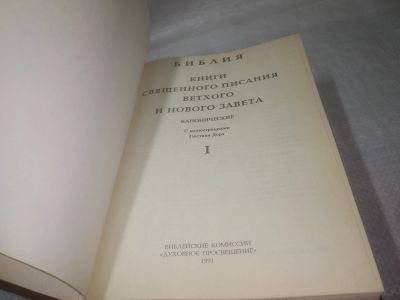 БИБЛИЯ
КНИГИ
СВЯЩЕННОГО ПИСАНИЯ
ВЕТХОГО
И НОВОГО ЗАВЕТА
КАНОНИЧЕСКИЕ
С иллюстрациями
Гюстава Доре
I
БИБЛЕЙСКИЕ КОМИССИИ
«ДУХОВНОЕ ПРОСВЕЩЕНИЕ»
1991